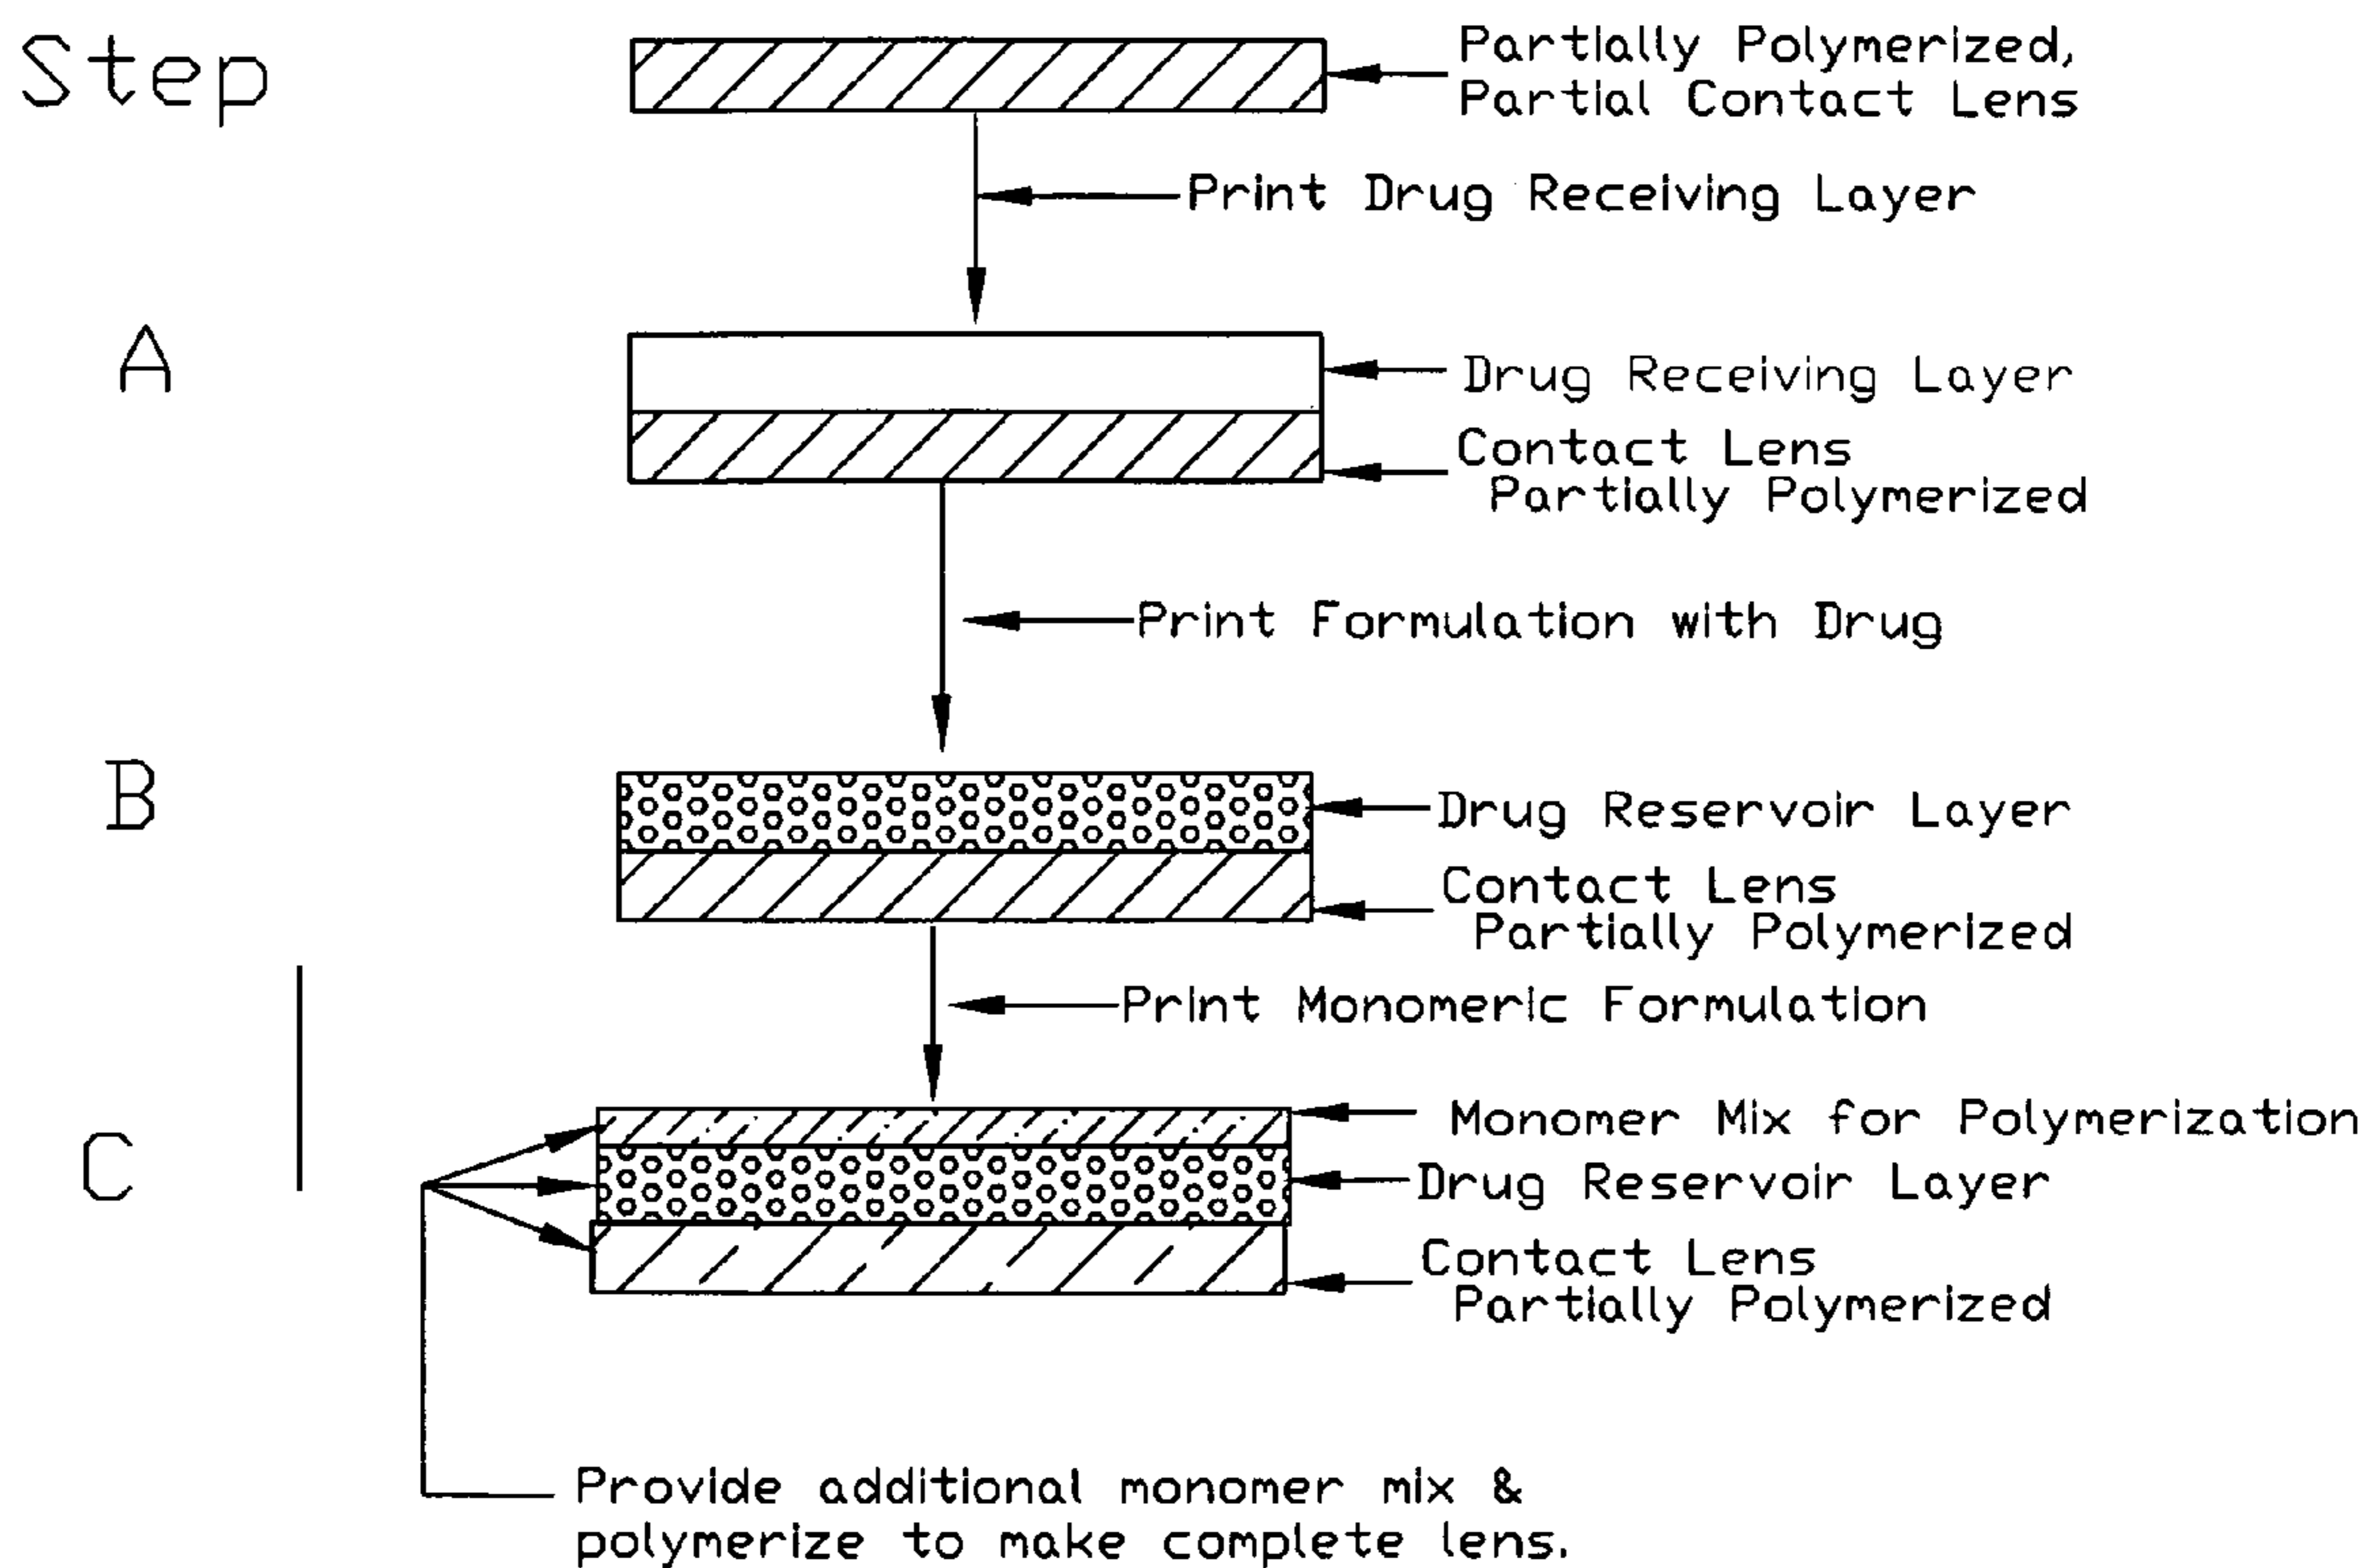 Step
Partially Polymerized,
Partial Contact Lens
Print Drug Receiving Layer
A
Drug Receiving Layer
Contact Lens
Partially Polymerized
Print Formulation with Drug
B
Drug Reservoir Layer
Contact Lens
Partially Polymerized
Print Monomeric Formulation
C
Monomer Mix for Polymerization
Drug Reservoir Layer
Contact Lens
Partially Polymerized
Provide additional monomer mix &
polymerize to make complete lens.